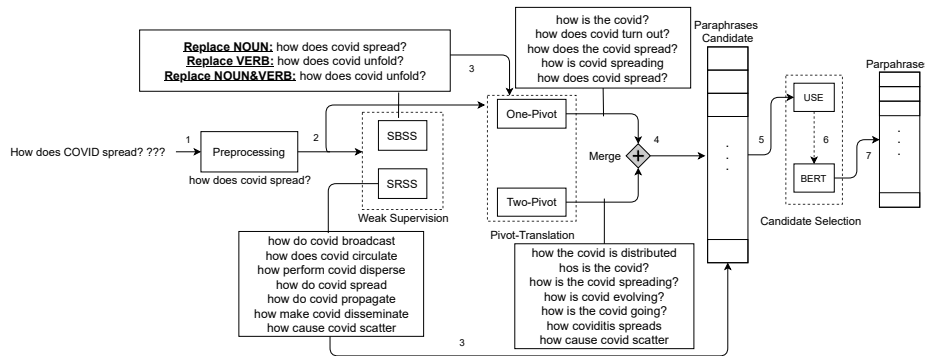 Replace NOUN: how does covid spread?
Replace VERB: how does covid unfold?
Replace NOUN&VERB: how does covid unfold?
3
how is the covid?
how does covid turn out?
how does the covid spread?
how is covid spreading
how does covid spread?
Paraphrases
Candidate
Parpahrases
How does COVID spread? ???
1
Preprocessing
how does covid spread?
2
SBSS
SRSS
Weak Supervision
One-Pivot
Two-Pivot
Pivot-Translation
Merge
4
.
.
.
5
USE
6
BERT
Candidate Selection
7
.
.
.
how do covid broadcast
how does covid circulate
how perform covid disperse
how do covid spread
how do covid propagate
how make covid disseminate
how cause covid scatter
how the covid is distributed
hos is the covid?
how is the covid spreading?
how is covid evolving?
how is the covid going?
how coviditis spreads
how cause covid scatter
3